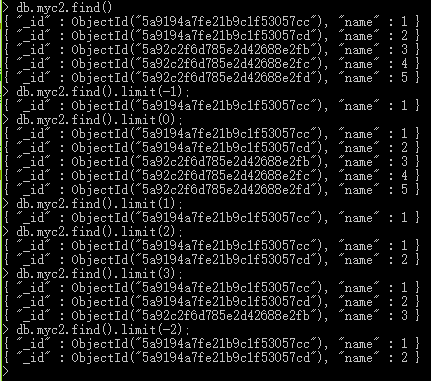 > db.myc2.find()
{ "_id" : ObjectId("5a9194a7fe21b9c1f53057cc"), "name" : 1 }
{ "_id" : ObjectId("5a9194a7fe21b9c1f53057cd"), "name" : 2 }
{ "_id" : ObjectId("5a92c2f6d785e2d42688e2fb"), "name" : 3 }
{ "_id" : ObjectId("5a92c2f6d785e2d42688e2fc"), "name" : 4 }
{ "_id" : ObjectId("5a92c2f6d785e2d42688e2fd"), "name" : 5 }
> db.myc2.find().limit(-1);
{ "_id" : ObjectId("5a9194a7fe21b9c1f53057cc"), "name" : 1 }
> db.myc2.find().limit(0);
{ "_id" : ObjectId("5a9194a7fe21b9c1f53057cc"), "name" : 1 }
{ "_id" : ObjectId("5a9194a7fe21b9c1f53057cd"), "name" : 2 }
{ "_id" : ObjectId("5a92c2f6d785e2d42688e2fb"), "name" : 3 }
{ "_id" : ObjectId("5a92c2f6d785e2d42688e2fc"), "name" : 4 }
{ "_id" : ObjectId("5a92c2f6d785e2d42688e2fd"), "name" : 5 }
> db.myc2.find().limit(1);
{ "_id" : ObjectId("5a9194a7fe21b9c1f53057cc"), "name" : 1 }
> db.myc2.find().limit(2);
{ "_id" : ObjectId("5a9194a7fe21b9c1f53057cc"), "name" : 1 }
{ "_id" : ObjectId("5a9194a7fe21b9c1f53057cd"), "name" : 2 }
> db.myc2.find().limit(3);
{ "_id" : ObjectId("5a9194a7fe21b9c1f53057cc"), "name" : 1 }
{ "_id" : ObjectId("5a9194a7fe21b9c1f53057cd"), "name" : 2 }
{ "_id" : ObjectId("5a92c2f6d785e2d42688e2fb"), "name" : 3 }
> db.myc2.find().limit(-2);
{ "_id" : ObjectId("5a9194a7fe21b9c1f53057cc"), "name" : 1 }
{ "_id" : ObjectId("5a9194a7fe21b9c1f53057cd"), "name" : 2 }
>